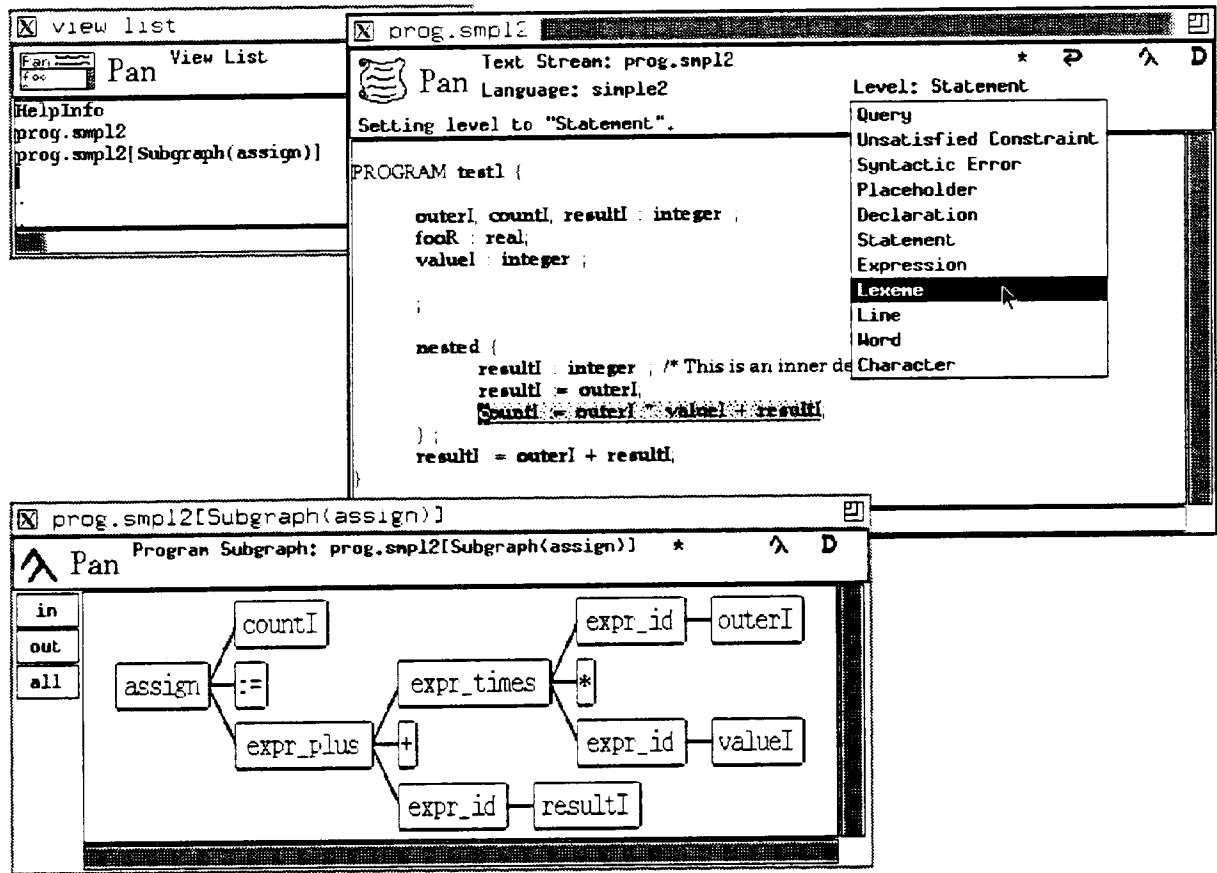 view list
Fan
foo
Pan View List
HelpInfo
prog.smpl2
prog.smpl2[Subgraph(assign)]
prog.smpl2
Pan Text Stream: prog.smpl2
* D
Language: simple2
Level: Statement
Setting level to "Statement".
Query
Unsatisfied Constraint
Syntactic Error
Placeholder
Declaration
Statement
Expression
Lexeme
Line
Word
Character
PROGRAM test1 {
outerI, countI, resultI : integer ;
fooR : real;
valueI : integer ;
;
nested {
resultI : integer ; /* This is an inner de
resultI := outerI;
countI := outerI * valueI + resultI;
} ;
resultI = outerI + resultI;
}
prog.smpl2[Subgraph(assign)]
Pan Program Subgraph: prog.smpl2[Subgraph(assign)] * λ D
in
out
all
assign
countI
:=
expr_plus
expr_times
+
expr_id
resultI
expr_id
outerI
*
expr_id
valueI